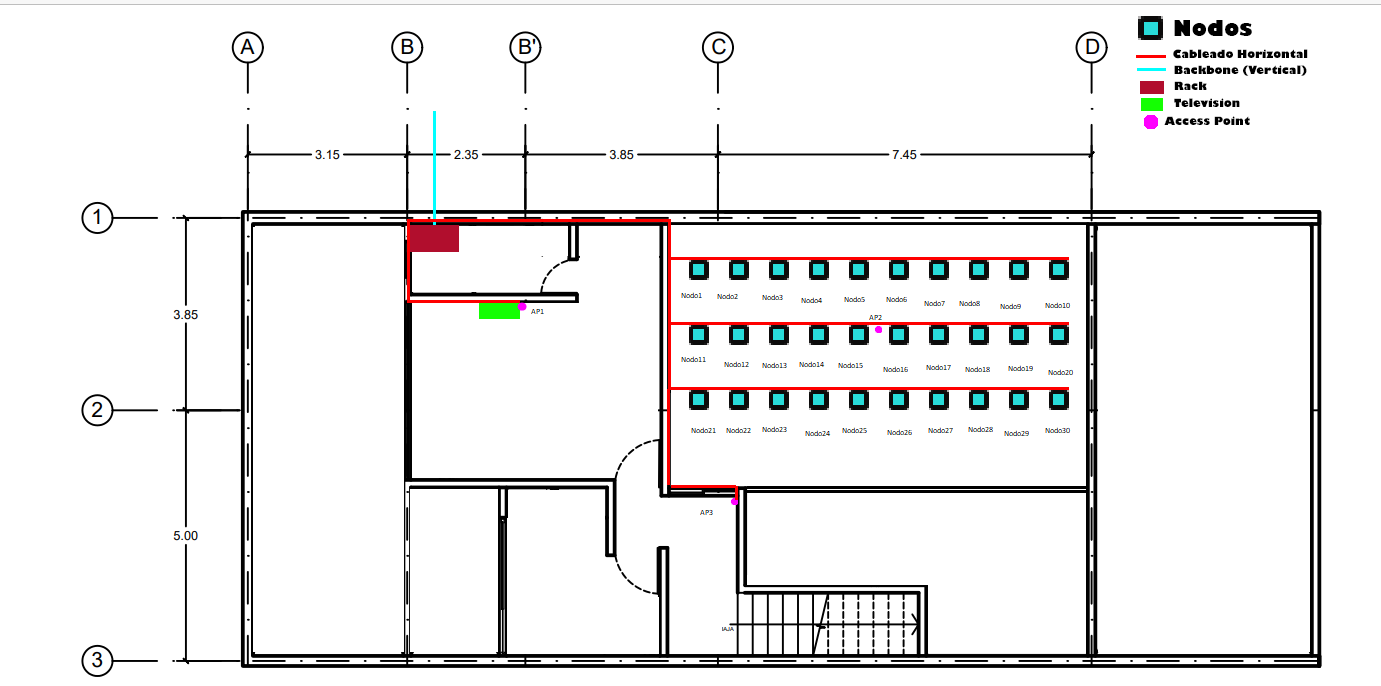 Nodos
Cableado Horizontal
Backbone (Vertical)
Rack
Television
Access Point
A B B' C D
3.15 2.35 3.85 7.45
1
3.85
2
5.00
3
Nodo1 Nodo2 Nodo3 Nodo4 Nodo5 Nodo6 Nodo7 Nodo8 Nodo9 Nodo10
AP1
AP2
Nodo11 Nodo12 Nodo13 Nodo14 Nodo15 Nodo16 Nodo17 Nodo18 Nodo19 Nodo20
Nodo21 Nodo22 Nodo23 Nodo24 Nodo25 Nodo26 Nodo27 Nodo28 Nodo29 Nodo30
AP3